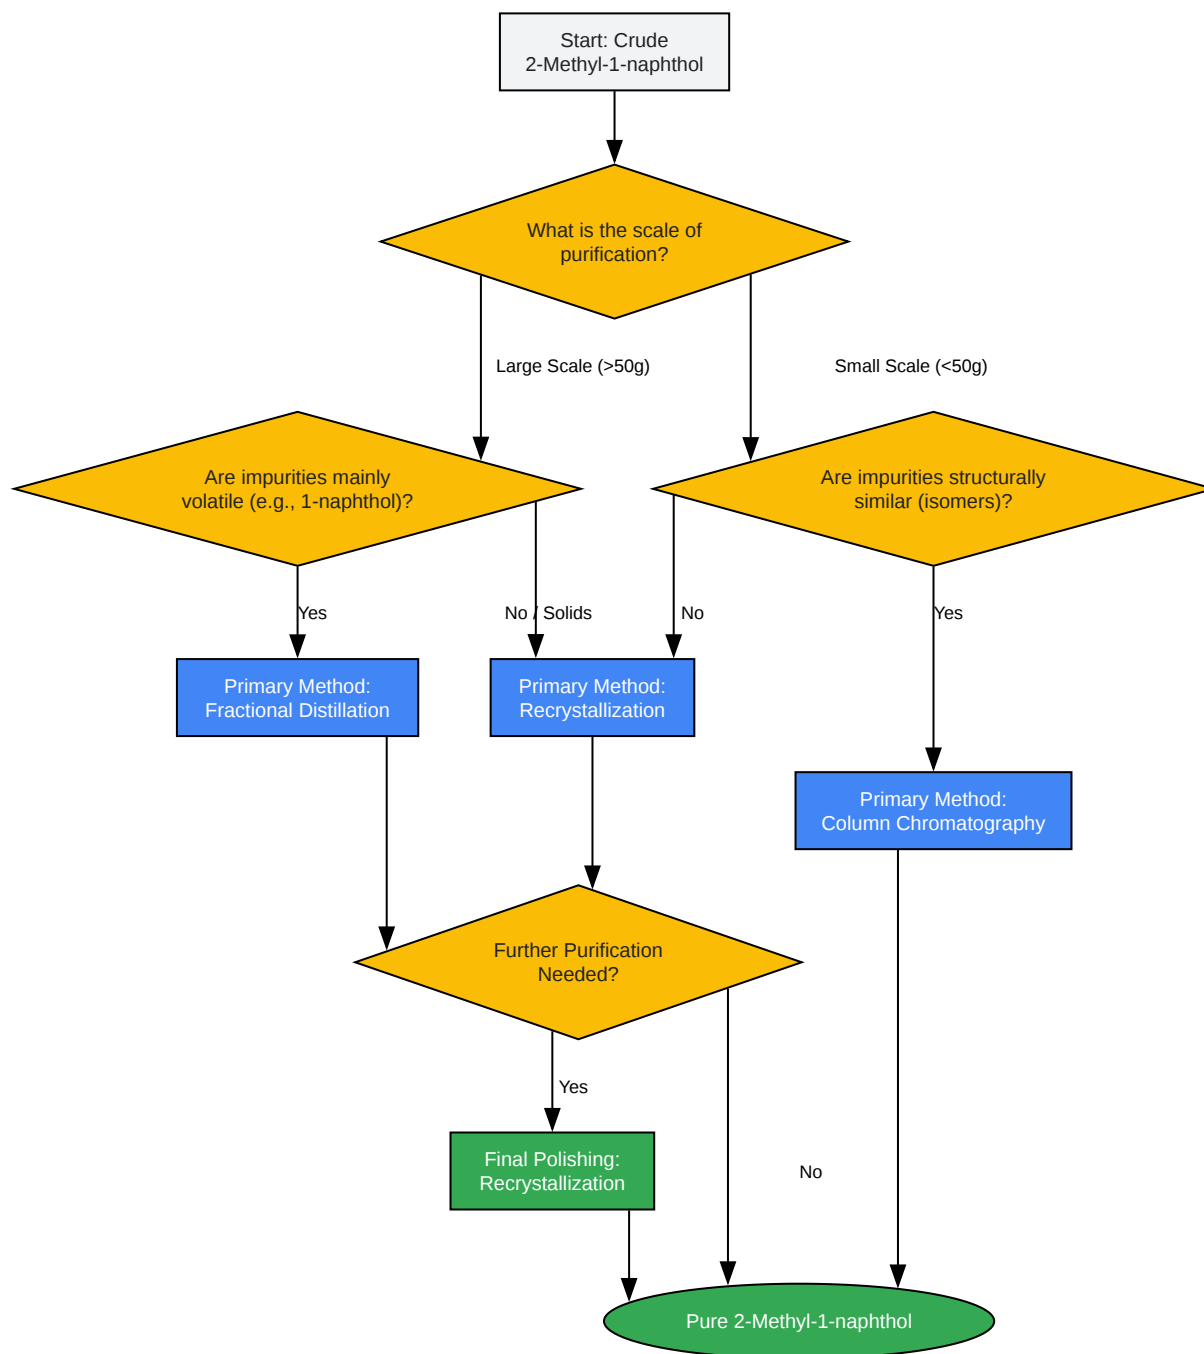 Start: Crude
2-Methyl-1-naphthol
What is the scale of
purification?
Large Scale (>50g)
Small Scale (<50g)
Are impurities mainly
volatile (e.g., 1-naphthol)?
Are impurities structurally
similar (isomers)?
Yes
No / Solids
No
Yes
Primary Method:
Fractional Distillation
Primary Method:
Recrystallization
Primary Method:
Column Chromatography
Further Purification
Needed?
Yes
Final Polishing:
Recrystallization
No
Pure 2-Methyl-1-naphthol